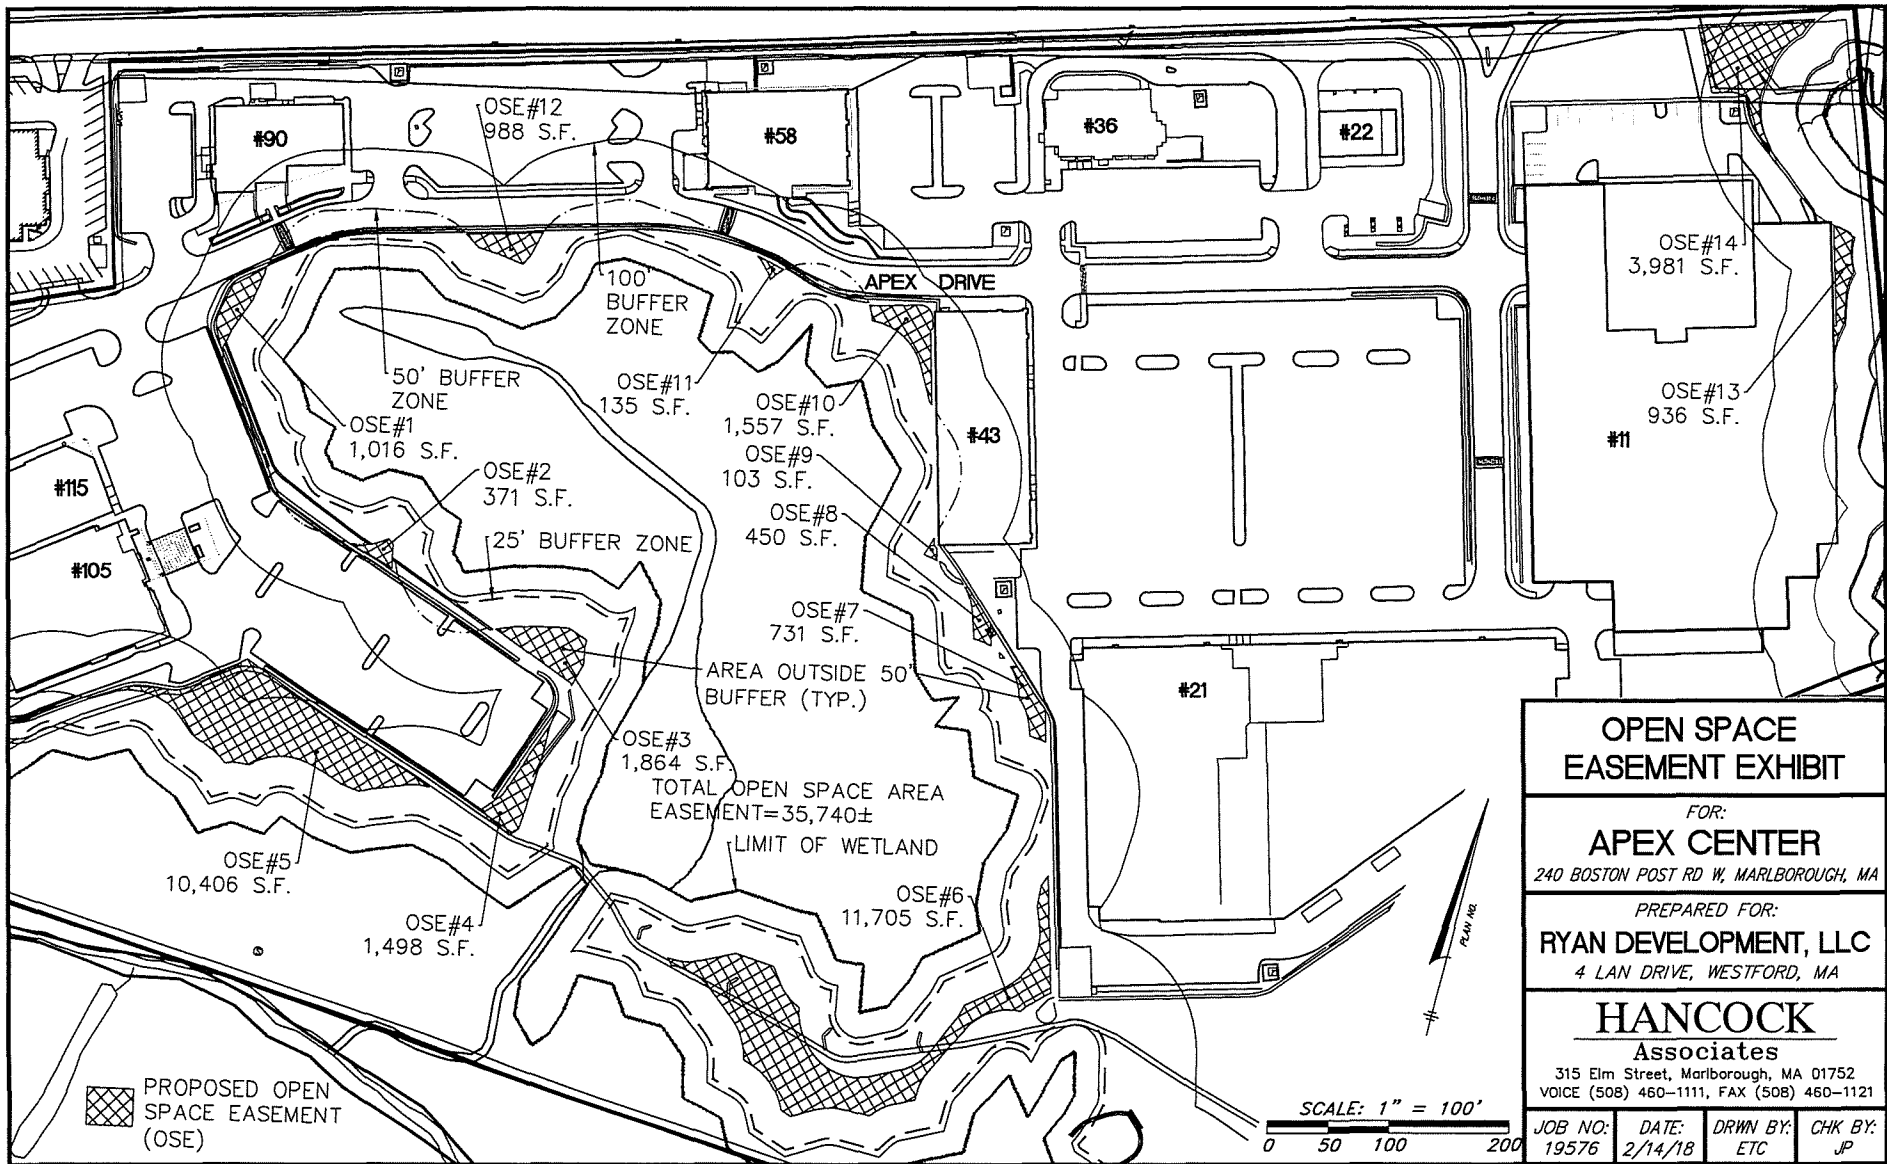 OSE#12
988 S.F.
#90
#58
#36
#22
OSE#14
3,981 S.F.
100'
BUFFER
ZONE
APEX DRIVE
50' BUFFER
ZONE
OSE#11
135 S.F.
OSE#10
1,557 S.F.
OSE#13
936 S.F.
OSE#1
1,016 S.F.
#43
#11
OSE#9
103 S.F.
OSE#2
371 S.F.
#115
OSE#8
450 S.F.
25' BUFFER ZONE
#105
OSE#7
731 S.F.
AREA OUTSIDE 50'
BUFFER (TYP.)
#21
OSE#3
1,864 S.F.
TOTAL OPEN SPACE AREA
EASEMENT=35,740±
LIMIT OF WETLAND
OSE#5
10,406 S.F.
OSE#6
11,705 S.F.
OSE#4
1,498 S.F.
PLAN NO.
PROPOSED OPEN
SPACE EASEMENT
(OSE)
SCALE: 1" = 100'
0 50 100 200
OPEN SPACE
EASEMENT EXHIBIT
FOR:
APEX CENTER
240 BOSTON POST RD W, MARLBOROUGH, MA
PREPARED FOR:
RYAN DEVELOPMENT, LLC
4 LAN DRIVE, WESTFORD, MA
HANCOCK
Associates
315 Elm Street, Marlborough, MA 01752
VOICE (508) 460-1111, FAX (508) 460-1121
JOB NO: DATE: DRWN BY: CHK BY:
19576 2/14/18 ETC JP